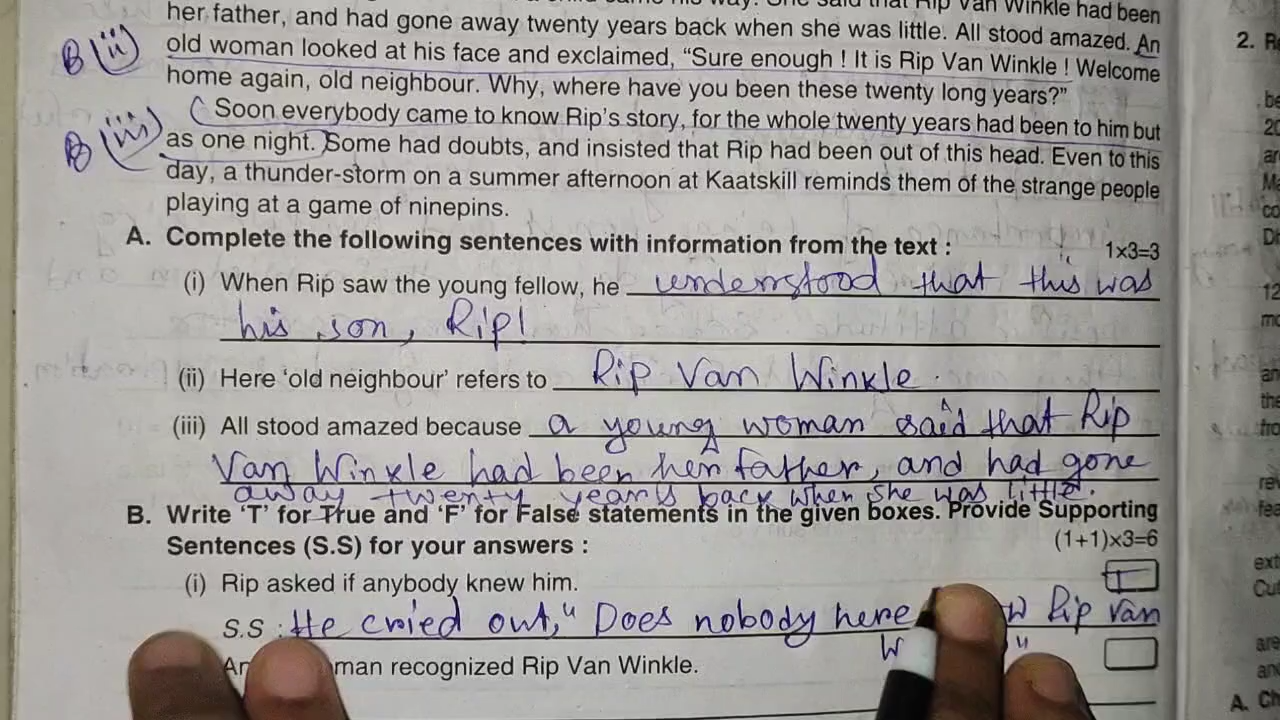 her father, and had gone away twenty years back when she was little. All stood amazed. An
B (ii) old woman looked at his face and exclaimed, “Sure enough ! It is Rip Van Winkle ! Welcome
home again, old neighbour. Why, where have you been these twenty long years?”
Soon everybody came to know Rip’s story, for the whole twenty years had been to him but
B (iii) as one night. Some had doubts, and insisted that Rip had been out of this head. Even to this
day, a thunder-storm on a summer afternoon at Kaatskill reminds them of the strange people
playing at a game of ninepins.
A. Complete the following sentences with information from the text : 1×3=3
(i) When Rip saw the young fellow, he understood that this was
his son, Rip!
(ii) Here ‘old neighbour’ refers to Rip Van Winkle.
(iii) All stood amazed because a young woman said that Rip
Van Winkle had been her father, and had gone
away twenty years back when she was little.
B. Write ‘T’ for True and ‘F’ for False statements in the given boxes. Provide Supporting
Sentences (S.S) for your answers : (1+1)×3=6
(i) Rip asked if anybody knew him. T
S.S : He cried out, “Does nobody here Rip Van
W ”
man recognized Rip Van Winkle.
2.
A.